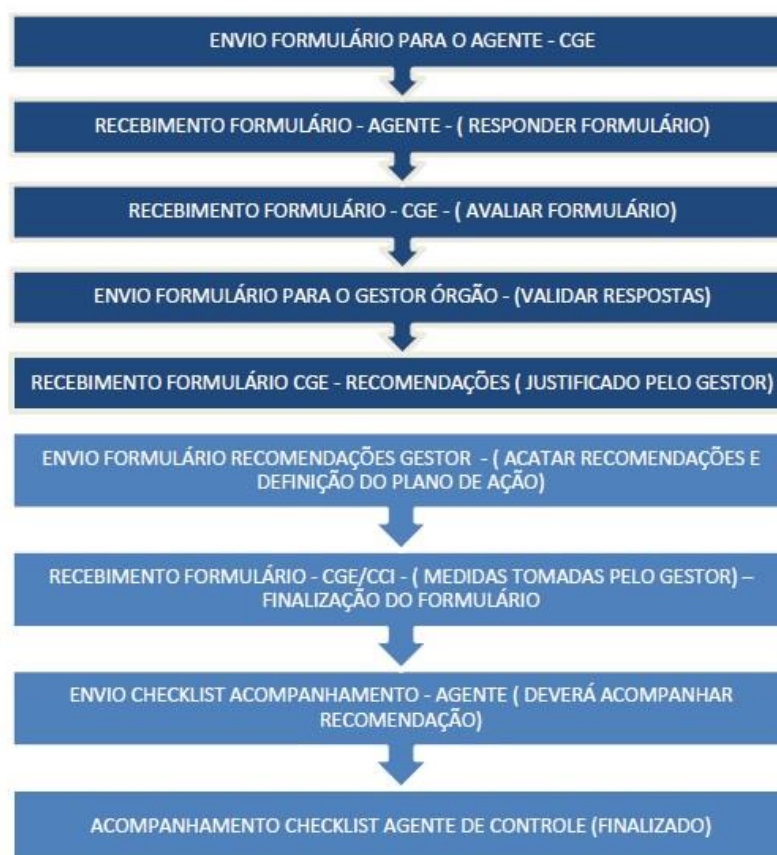 ENVIO FORMULÁRIO PARA O AGENTE - CGE
RECEBIMENTO FORMULÁRIO - AGENTE - ( RESPONDER FORMULÁRIO)
RECEBIMENTO FORMULÁRIO - CGE - ( AVALIAR FORMULÁRIO)
ENVIO FORMULÁRIO PARA O GESTOR ÓRGÃO - (VALIDAR RESPOSTAS)
RECEBIMENTO FORMULÁRIO CGE - RECOMENDAÇÕES ( JUSTIFICADO PELO GESTOR)
ENVIO FORMULÁRIO RECOMENDAÇÕES GESTOR - ( ACATAR RECOMENDAÇÕES E
DEFINIÇÃO DO PLANO DE AÇÃO)
RECEBIMENTO FORMULÁRIO - CGE/CCI - ( MEDIDAS TOMADAS PELO GESTOR) –
FINALIZAÇÃO DO FORMULÁRIO
ENVIO CHECKLIST ACOMPANHAMENTO - AGENTE ( DEVERÁ ACOMPANHAR
RECOMENDAÇÃO)
ACOMPANHAMENTO CHECKLIST AGENTE DE CONTROLE (FINALIZADO)